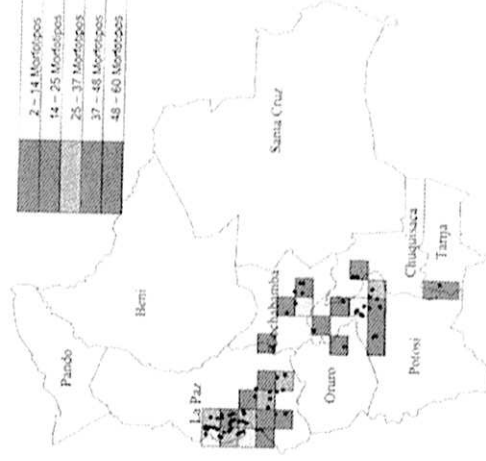 2 – 14 Morfotipos
14 – 25 Morfotipos
25 – 37 Morfotipos
37 – 48 Morfotipos
48 – 60 Morfotipos
Pando
Beni
La Paz
Cochabamba
Santa Cruz
Oruro
Chuquisaca
Potosí
Tarija